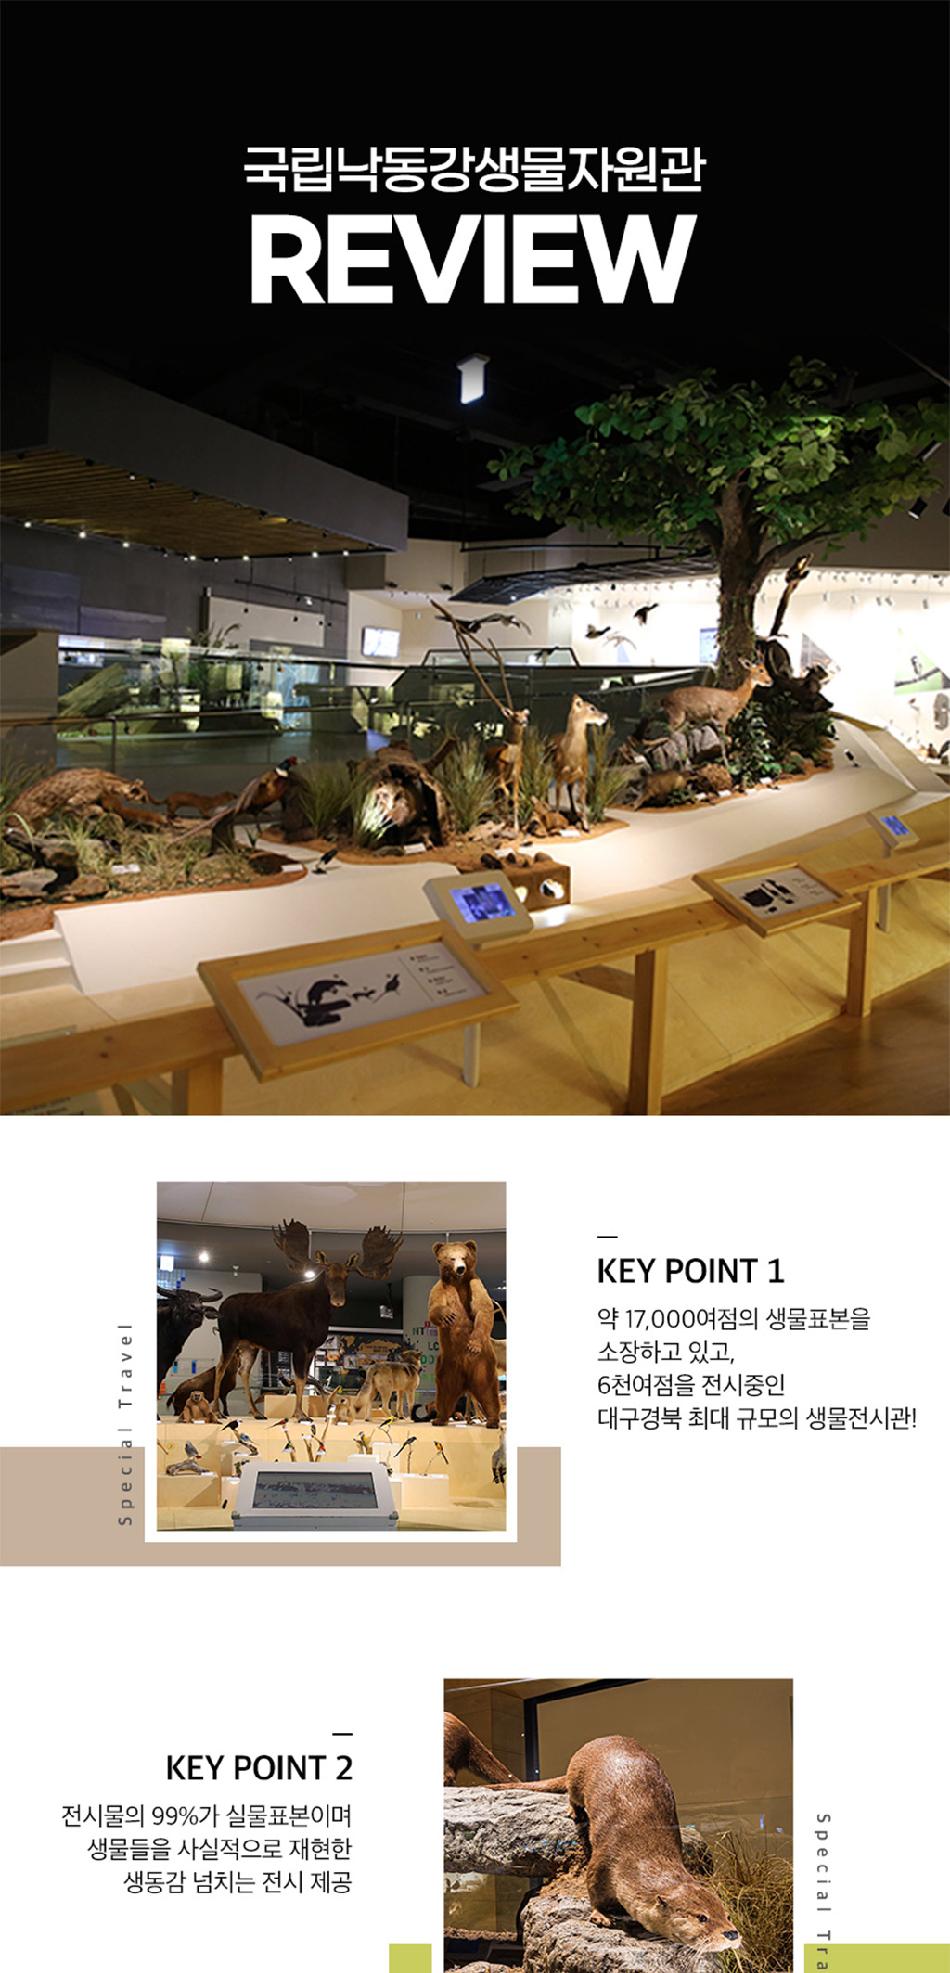 국립낙동강생물자원관
REVIEW
Special Travel
KEY POINT 1
약 17,000여점의 생물표본을
소장하고 있고,
6천여점을 전시중인
대구경북 최대 규모의 생물전시관!
KEY POINT 2
전시물의 99%가 실물표본이며
생물들을 사실적으로 재현한
생동감 넘치는 전시 제공
Special Tra